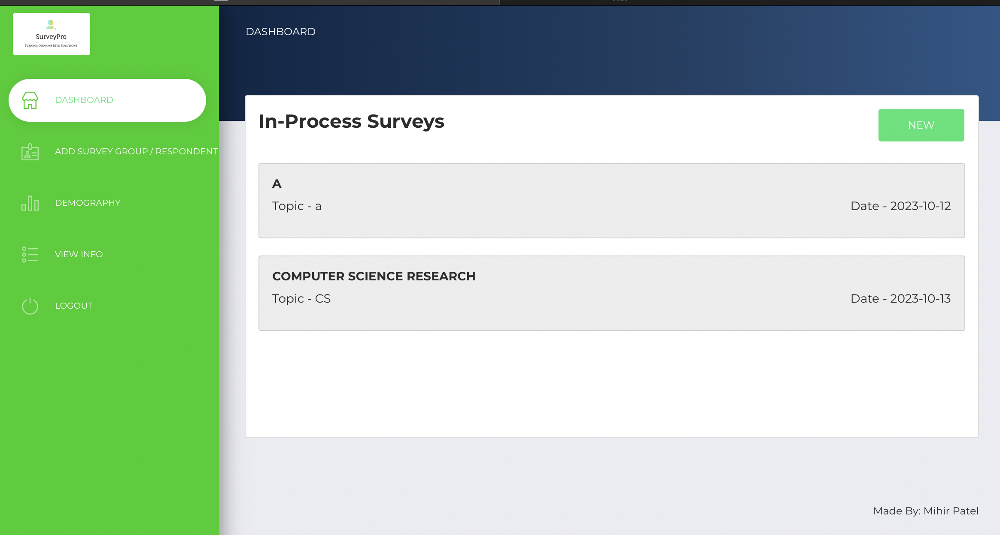 SurveyPro
TURNING OPINIONS INTO SOLUTIONS
DASHBOARD
ADD SURVEY GROUP / RESPONDENT
DEMOGRAPHY
VIEW INFO
LOGOUT
DASHBOARD
In-Process Surveys
NEW
A
Topic - a
Date - 2023-10-12
COMPUTER SCIENCE RESEARCH
Topic - CS
Date - 2023-10-13
Made By: Mihir Patel